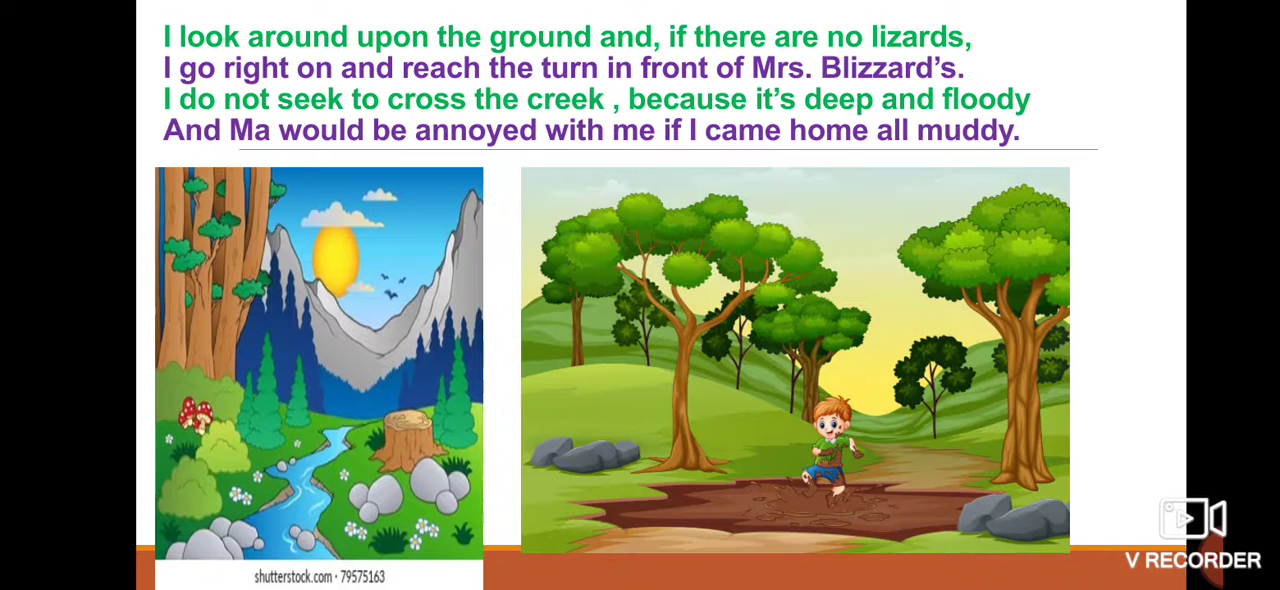 I look around upon the ground and, if there are no lizards,
I go right on and reach the turn in front of Mrs. Blizzard’s.
I do not seek to cross the creek , because it’s deep and floody
And Ma would be annoyed with me if I came home all muddy.
shutterstock.com · 79575163
V RECORDER